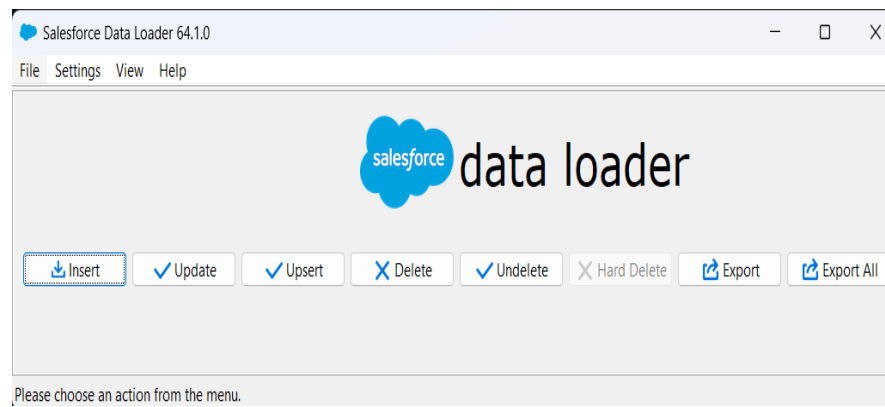 Salesforce Data Loader 64.1.0
File Settings View Help
salesforce data loader
Insert Update Upsert Delete Undelete Hard Delete Export Export All
Please choose an action from the menu.